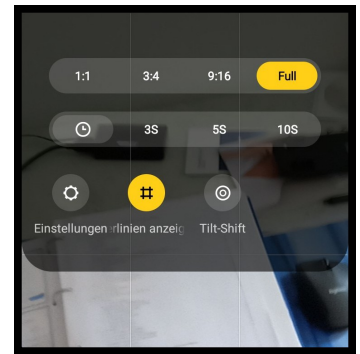 1:1 3:4 9:16 Full
3S 5S 10S
Einstellungen rlinien anzeig Tilt-Shift